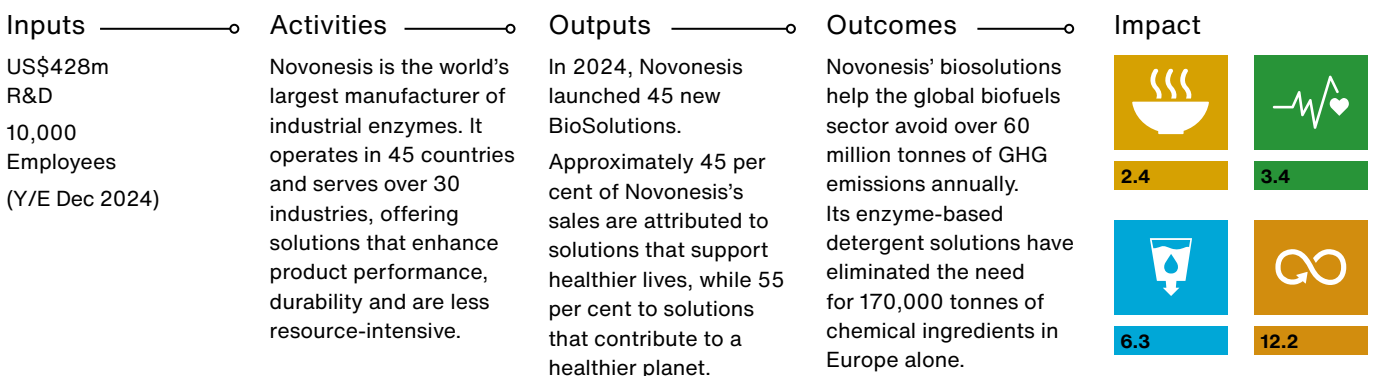 Inputs
US$428m
R&D
10,000
Employees
(Y/E Dec 2024)
Activities
Novonesis is the world's
largest manufacturer of
industrial enzymes. It
operates in 45 countries
and serves over 30
industries, offering
solutions that enhance
product performance,
durability and are less
resource-intensive.
Outputs
In 2024, Novonesis
launched 45 new
BioSolutions.
Approximately 45 per
cent of Novonesis's
sales are attributed to
solutions that support
healthier lives, while 55
per cent to solutions
that contribute to a
healthier planet.
Outcomes
Novonesis' biosolutions
help the global biofuels
sector avoid over 60
million tonnes of GHG
emissions annually.
Its enzyme-based
detergent solutions have
eliminated the need
for 170,000 tonnes of
chemical ingredients in
Europe alone.
Impact
2.4
3.4
6.3
12.2